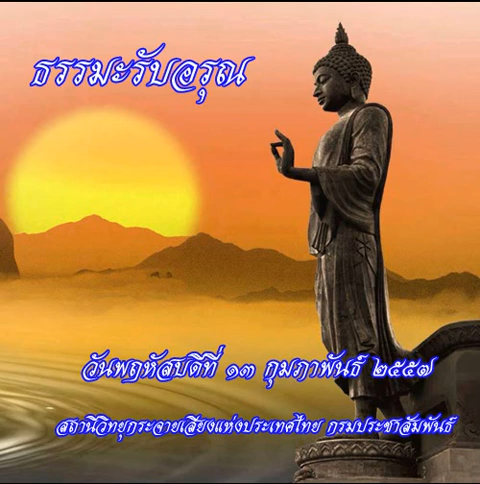 ธรรมะรับอรุณ
วันพฤหัสบดีที่ ๑๓ กุมภาพันธ์ ๒๕๕๗
สถานีวิทยุกระจายเสียงแห่งประเทศไทย กรมประชาสัมพันธ์